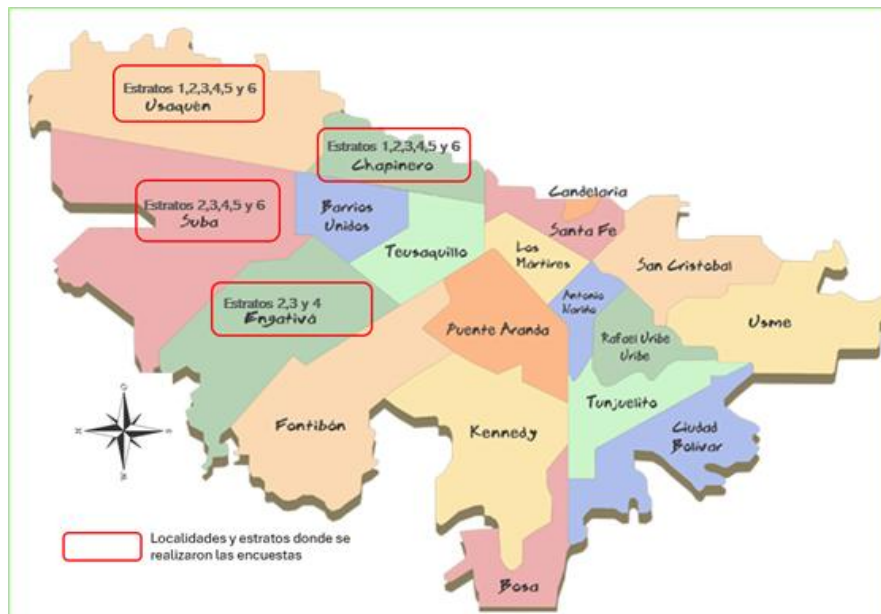 Estratos 1,2,3,4,5 y 6
Usaquén
Estratos 1,2,3,4,5 y 6
Chapinero
Estratos 2,3,4,5 y 6
Suba
Barrios
Unidos
Teusaquillo
Candelaria
Santa Fe
Los
Mártires
San Cristobal
Antonio
Nariño
Usme
Rafael Uribe
Uribe
Estratos 2,3 y 4
Engativá
Puente Aranda
Tunjuelito
Fontibón
Kennedy
Ciudad
Bolívar
Bosa
O
S
N
Localidades y estratos donde se
realizaron las encuestas